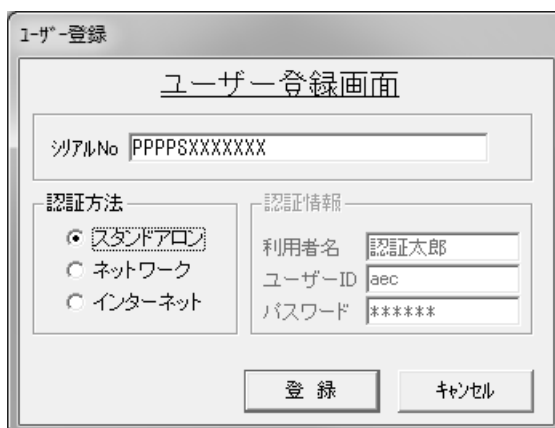 ﾕｰｻﾞｰ登録
ユーザー登録画面
ｼﾘｱﾙNo PPPPSXXXXXXX
認証方法
スタンドアロン
ネットワーク
インターネット
認証情報
利用者名 認証太郎
ユーザーID aec
パスワード ******
登 録
ｷｬﾝｾﾙ